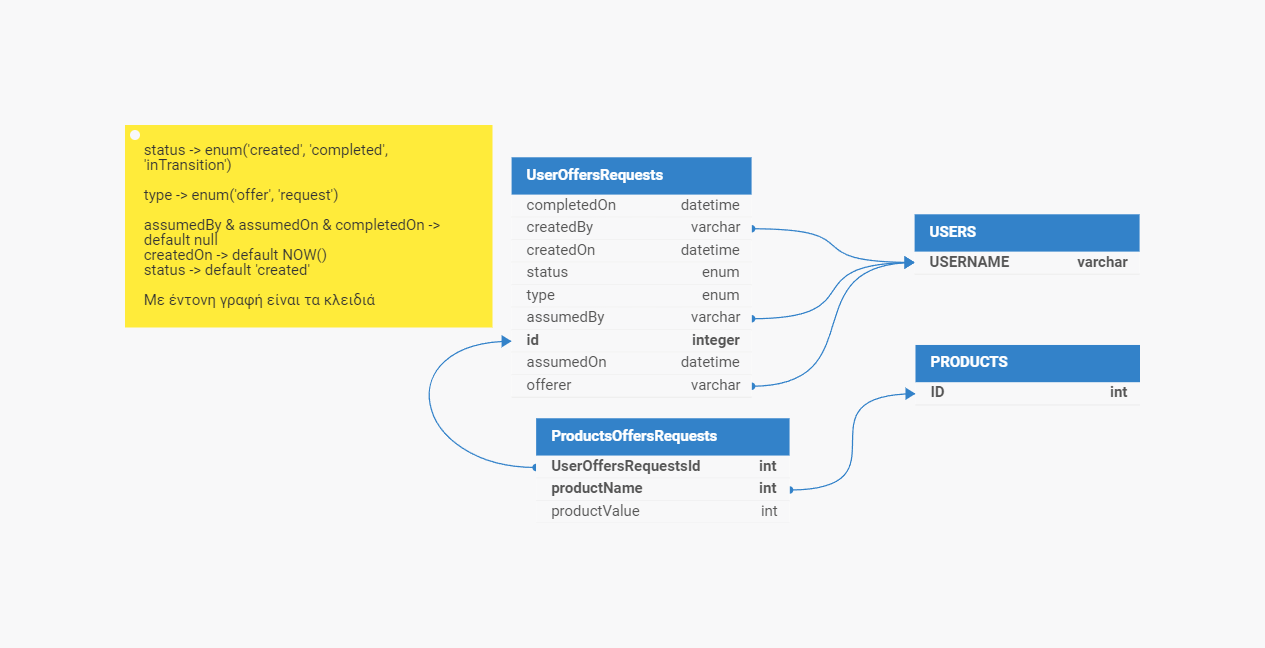 status -> enum('created', 'completed',
'inTransition')
type -> enum('offer', 'request')
assumedBy & assumedOn & completedOn ->
default null
createdOn -> default NOW()
status -> default 'created'
Με έντονη γραφή είναι τα κλειδιά
UserOffersRequests
completedOn datetime
createdBy varchar
createdOn datetime
status enum
type enum
assumedBy varchar
id integer
assumedOn datetime
offerer varchar
ProductsOffersRequests
UserOffersRequestsId int
productName int
productValue int
USERS
USERNAME varchar
PRODUCTS
ID int